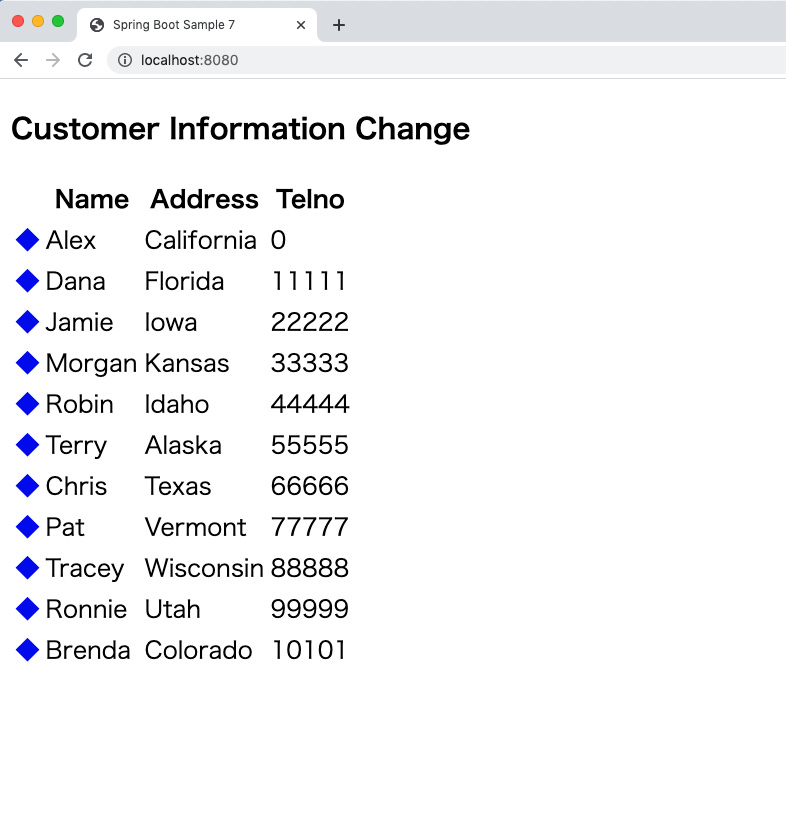 Spring Boot Sample 7
localhost:8080
Customer Information Change
Name Address Telno
Alex California 0
Dana Florida 11111
Jamie Iowa 22222
Morgan Kansas 33333
Robin Idaho 44444
Terry Alaska 55555
Chris Texas 66666
Pat Vermont 77777
Tracey Wisconsin 88888
Ronnie Utah 99999
Brenda Colorado 10101